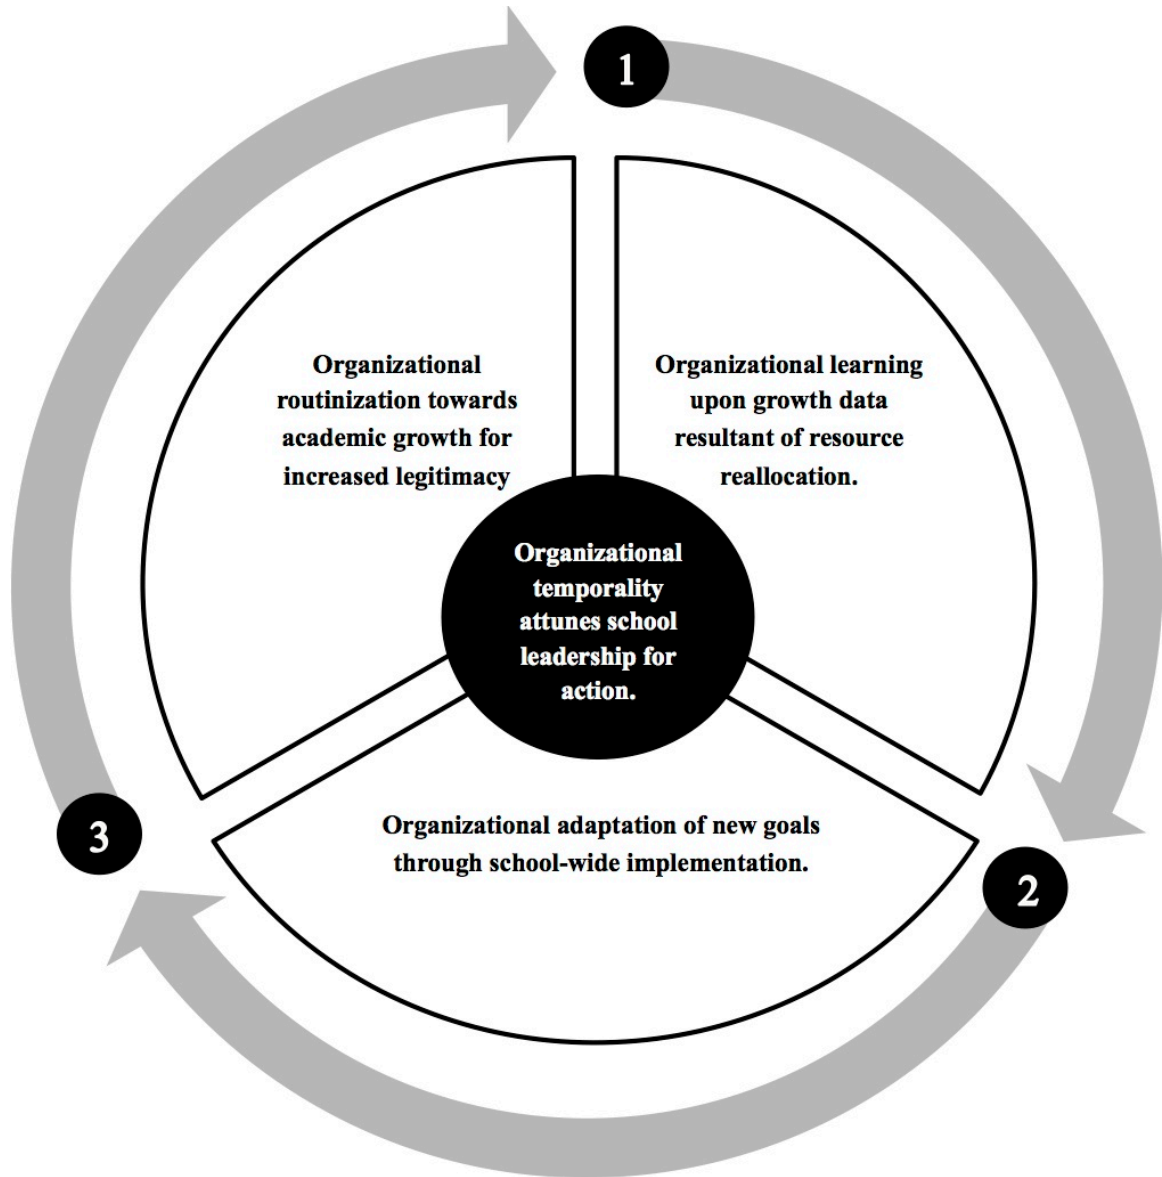 1
Organizational
routinization towards
academic growth for
increased legitimacy
Organizational learning
upon growth data
resultant of resource
reallocation.
Organizational
temporality
attunes school
leadership for
action.
Organizational adaptation of new goals
through school-wide implementation.
3
2